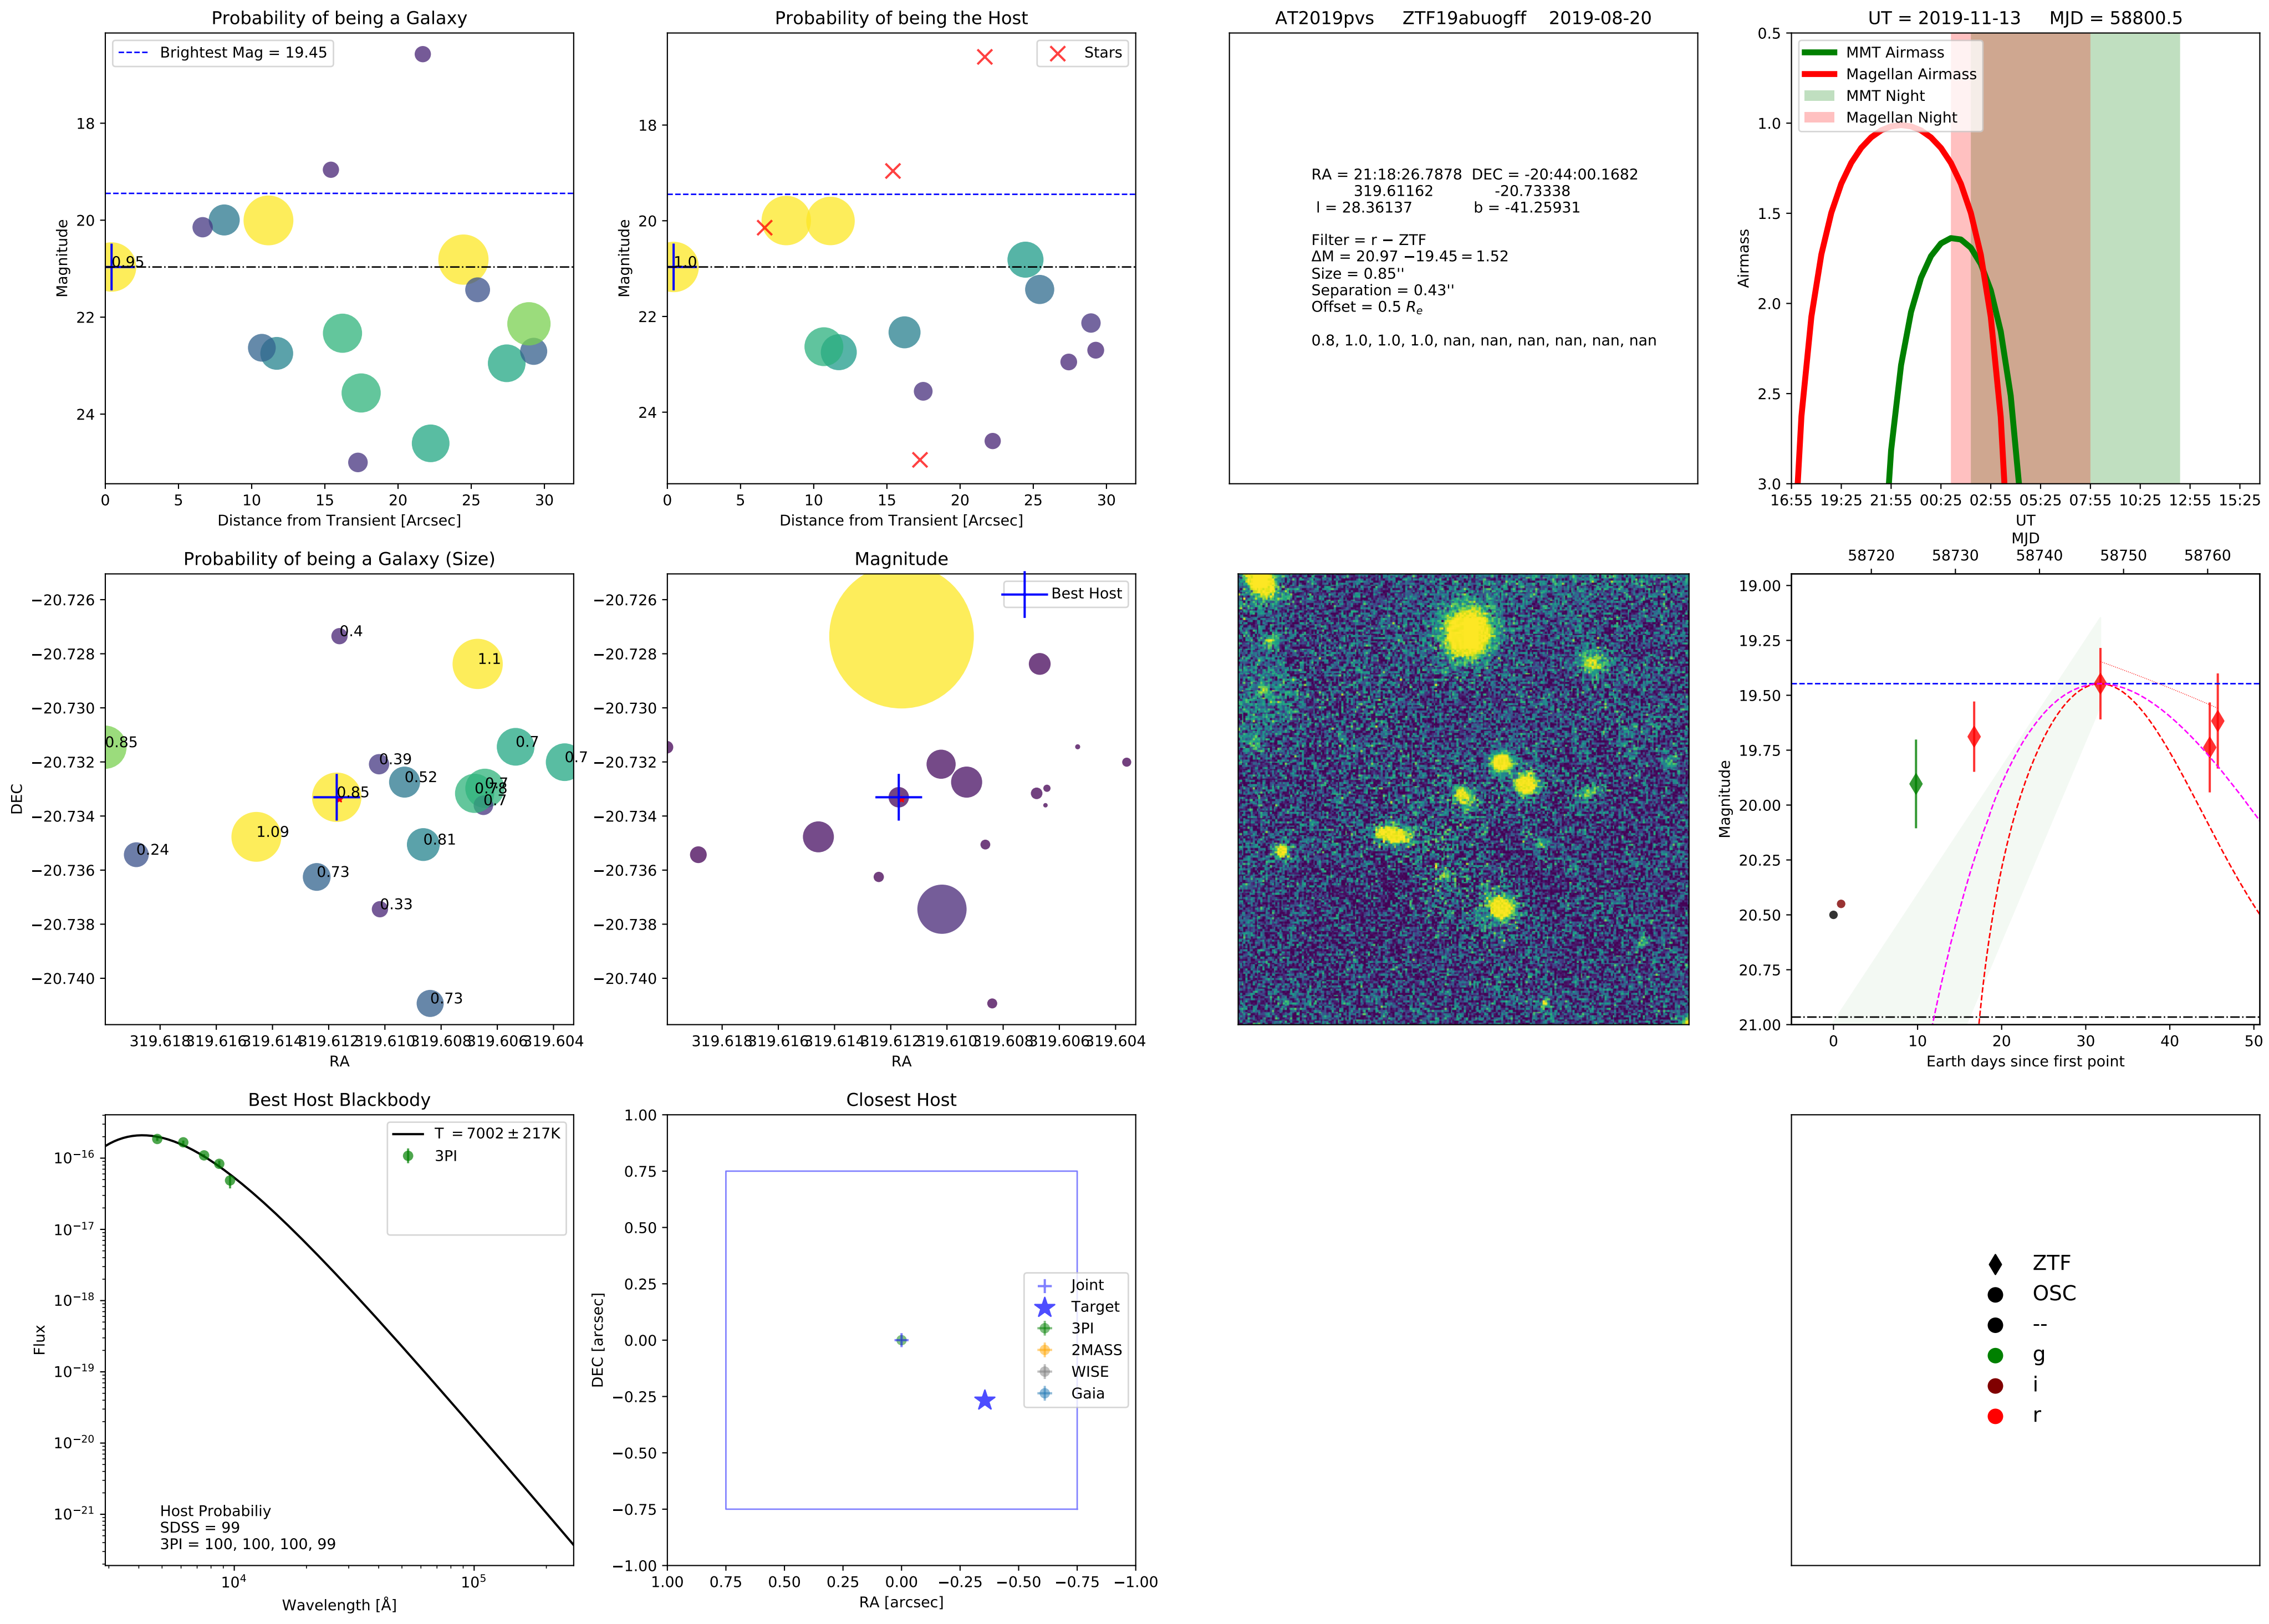 Probability of being a Galaxy
Brightest Mag = 19.45
0.95
18
20
22
24
Magnitude
0
5
10
15
20
25
30
Distance from Transient [Arcsec]
Probability of being the Host
Stars
1.0
18
20
22
24
Magnitude
0
5
10
15
20
25
30
Distance from Transient [Arcsec]
AT2019pvs ZTF19abuogff 2019-08-20
RA = 21:18:26.7878 DEC = -20:44:00.1682
319.61162 -20.73338
l = 28.36137 b = -41.25931
Filter = r − ZTF
ΔM = 20.97 −19.45 = 1.52
Size = 0.85''
Separation = 0.43''
Offset = 0.5 Re
0.8, 1.0, 1.0, 1.0, nan, nan, nan, nan, nan, nan
UT = 2019-11-13 MJD = 58800.5
MMT Airmass
Magellan Airmass
MMT Night
Magellan Night
0.5
1.0
1.5
2.0
2.5
3.0
Airmass
16:55
19:25
21:55
00:25
02:55
05:25
07:55
10:25
12:55
15:25
UT
Probability of being a Galaxy (Size)
0.4
1.1
0.85
0.7
0.7
0.39
0.52
0.7
0.78
0.7
0.85
1.09
0.81
0.24
0.73
0.33
0.73
−20.726
−20.728
−20.730
−20.732
−20.734
−20.736
−20.738
−20.740
DEC
319.618
319.616
319.614
319.612
319.610
319.608
319.606
319.604
RA
Magnitude
Best Host
−20.726
−20.728
−20.730
−20.732
−20.734
−20.736
−20.738
−20.740
319.618
319.616
319.614
319.612
319.610
319.608
319.606
319.604
RA
MJD
58720
58730
58740
58750
58760
19.00
19.25
19.50
19.75
20.00
20.25
20.50
20.75
21.00
Magnitude
0
10
20
30
40
50
Earth days since first point
Best Host Blackbody
T = 7002 ± 217K
3PI
10−16
10−17
10−18
10−19
10−20
10−21
Flux
Host Probabiliy
SDSS = 99
3PI = 100, 100, 100, 99
104
105
Wavelength [Å]
Closest Host
Joint
Target
3PI
2MASS
WISE
Gaia
1.00
0.75
0.50
0.25
0.00
−0.25
−0.50
−0.75
−1.00
DEC [arcsec]
1.00
0.75
0.50
0.25
0.00
−0.25
−0.50
−0.75
−1.00
RA [arcsec]
ZTF
OSC
--
g
i
r